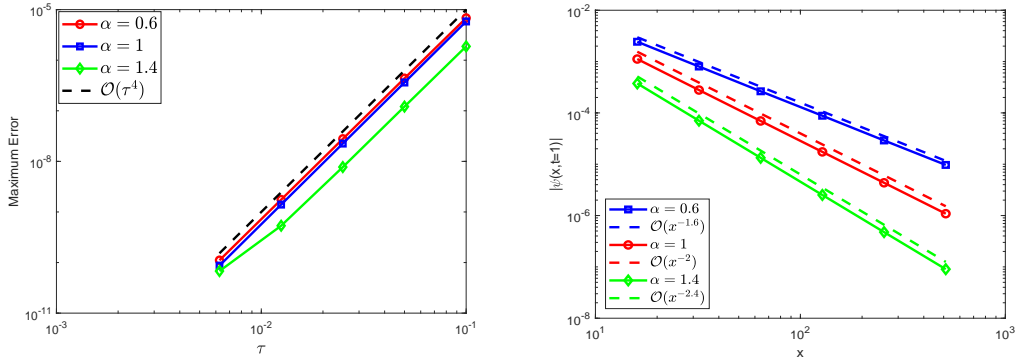 10^-5
α = 0.6
α = 1
α = 1.4
𝒪(τ^4)
Maximum Error
10^-8
10^-11
10^-3
10^-2
10^-1
τ
10^-2
10^-4
|ψ(x,t=1)|
10^-6
α = 0.6
𝒪(x^-1.6)
α = 1
𝒪(x^-2)
α = 1.4
𝒪(x^-2.4)
10^-8
10^1
10^2
10^3
x